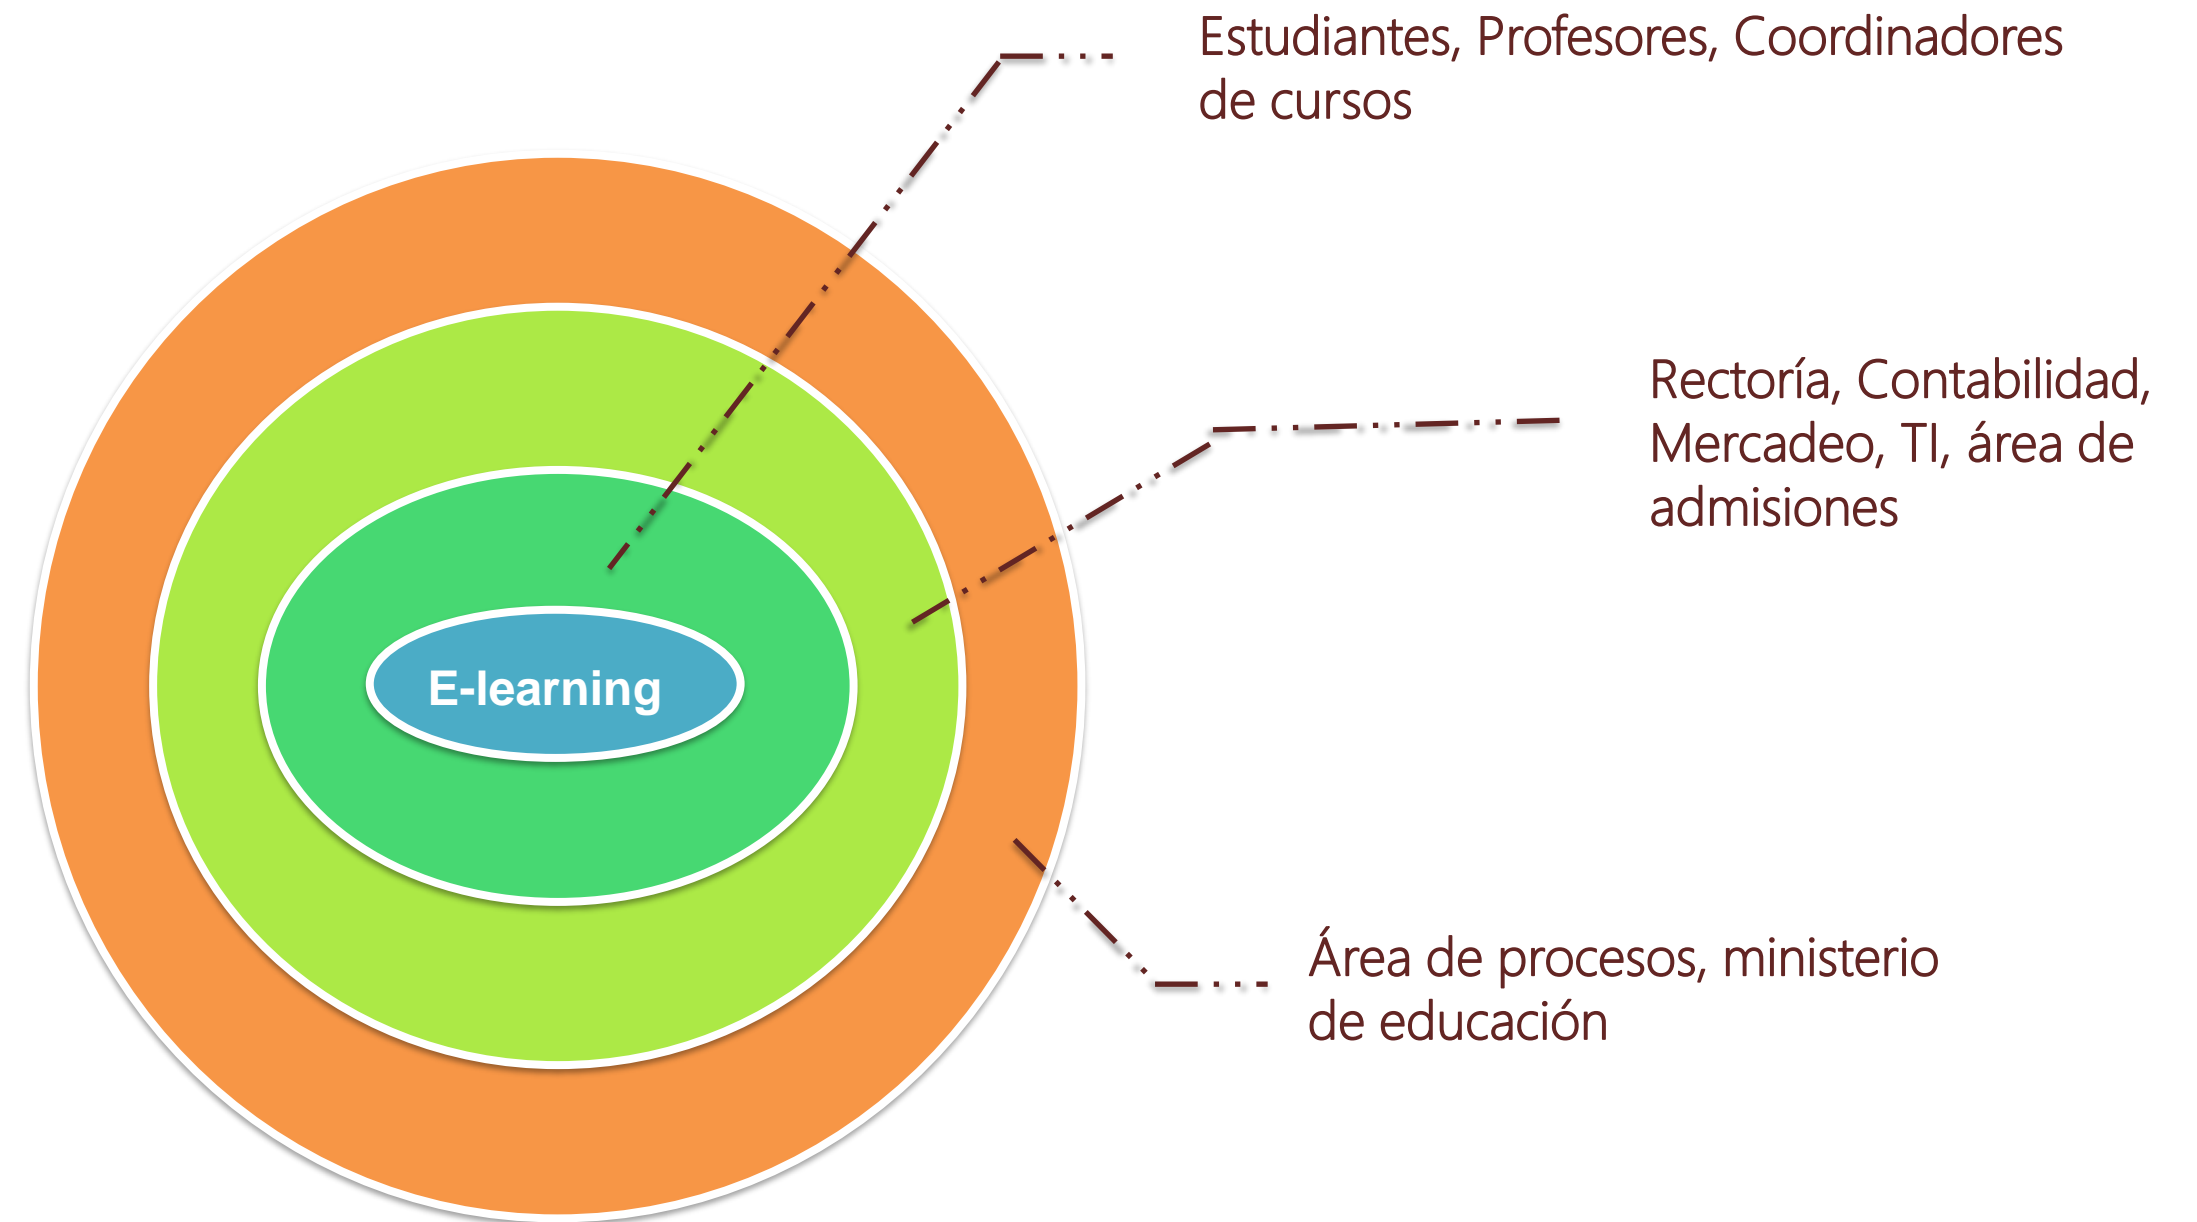 Estudiantes, Profesores, Coordinadores
de cursos
Rectoría, Contabilidad,
Mercadeo, TI, área de
admisiones
E-learning
Área de procesos, ministerio
de educación